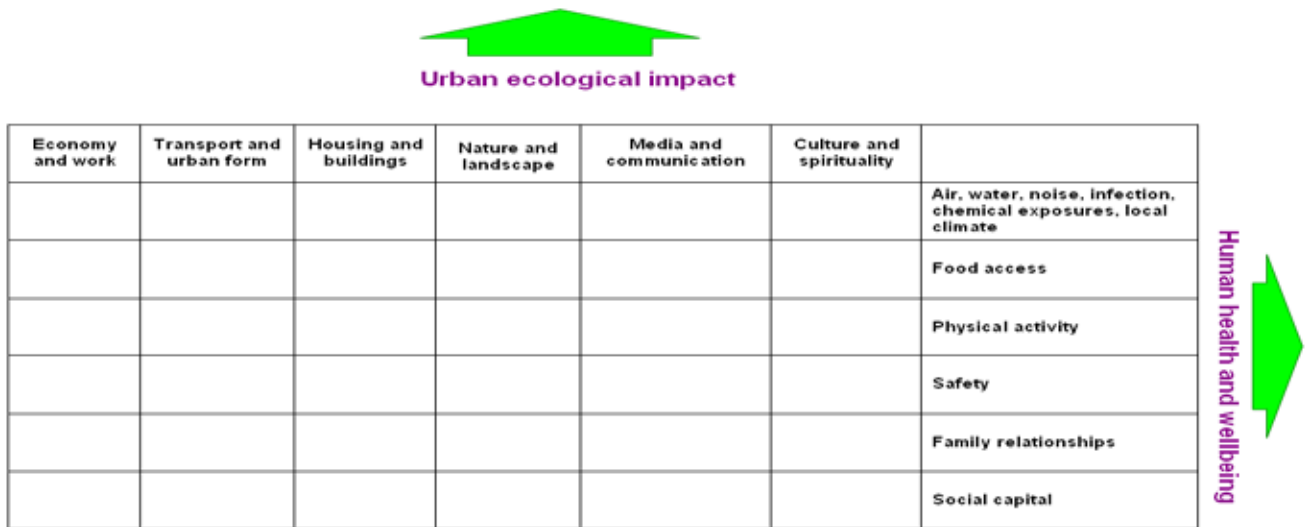 Urban ecological impact
Economy and work
Transport and urban form
Housing and buildings
Nature and landscape
Media and communication
Culture and spirituality
Air, water, noise, infection,
chemical exposures, local
climate
Food access
Physical activity
Safety
Family relationships
Social capital
Human health and wellbeing